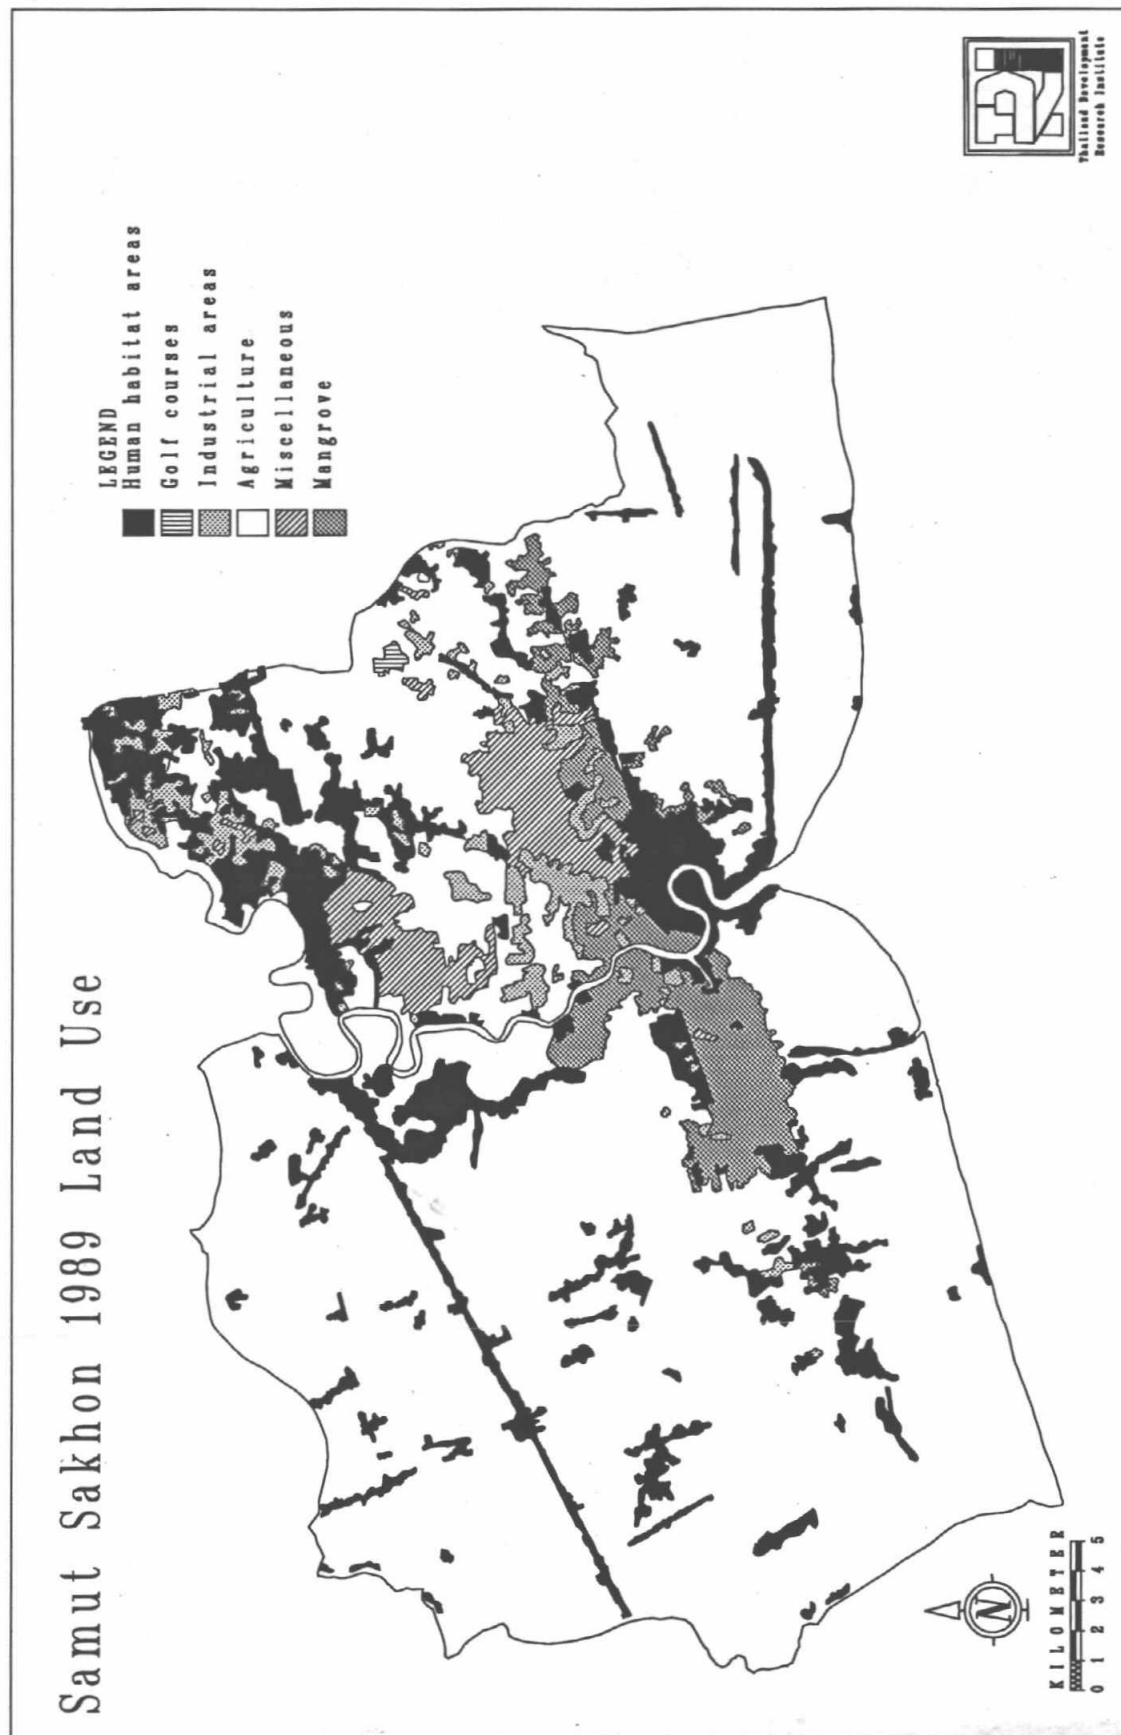 Samut Sakhon 1989 Land Use
LEGEND
Human habitat areas
Golf courses
Industrial areas
Agriculture
Miscellaneous
Mangrove
Thailand Development
Research Institute
N
KILOMETER
0 1 2 3 4 5